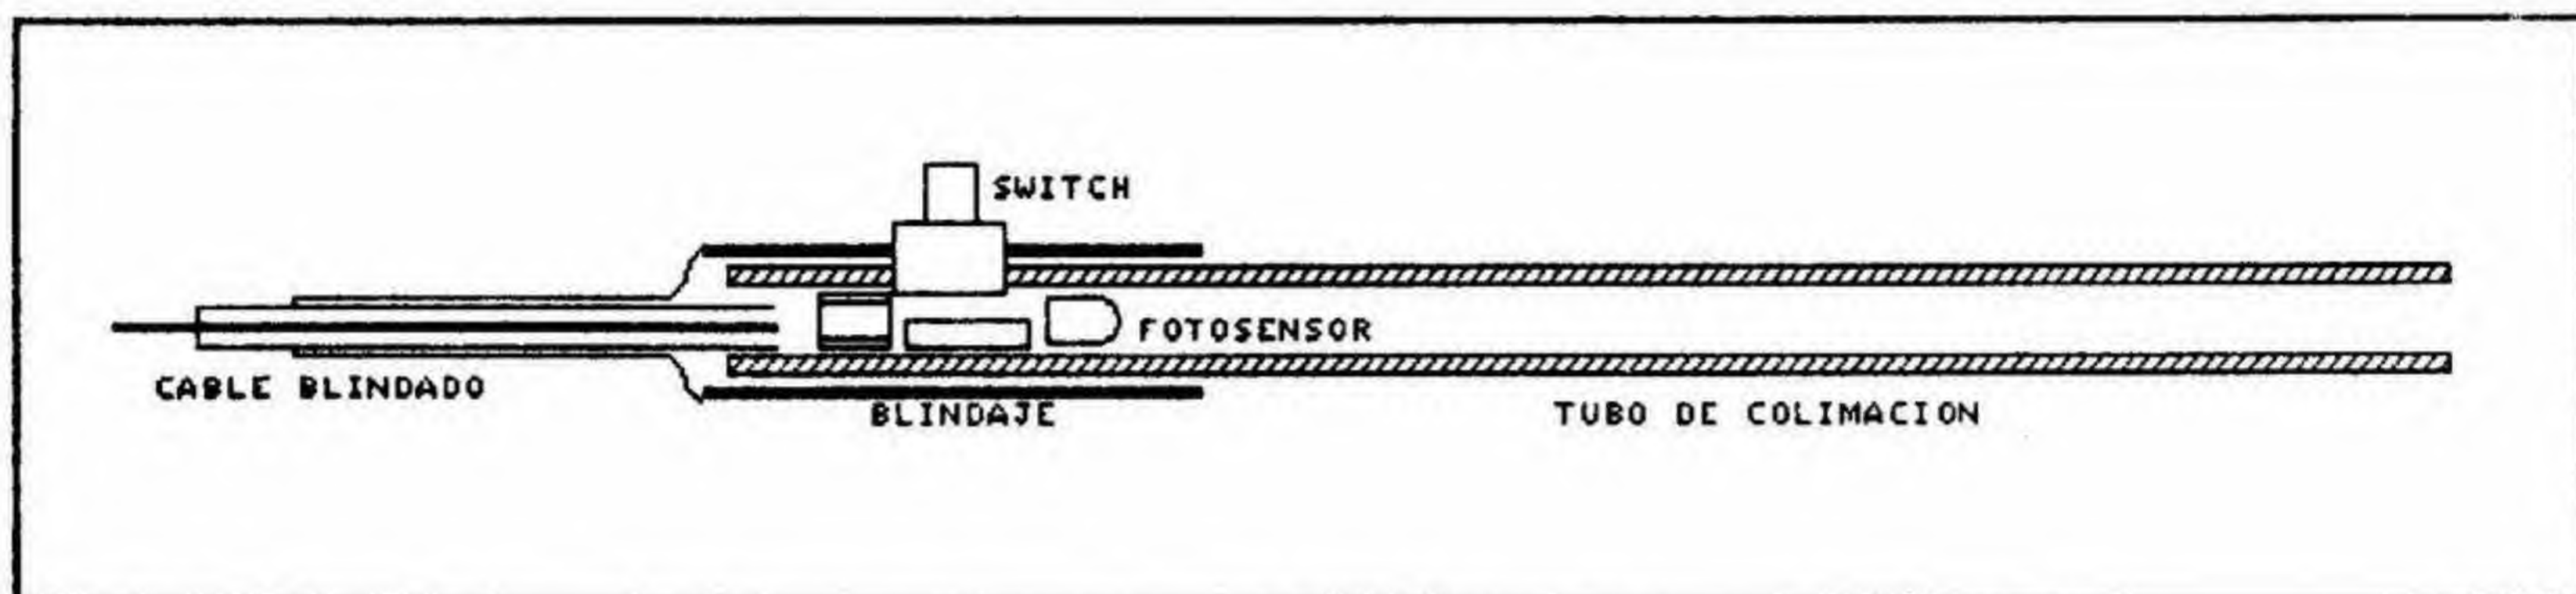 SWITCH
FOTOSENSOR
CABLE BLINDADO
BLINDAJE
TUBO DE COLIMACION